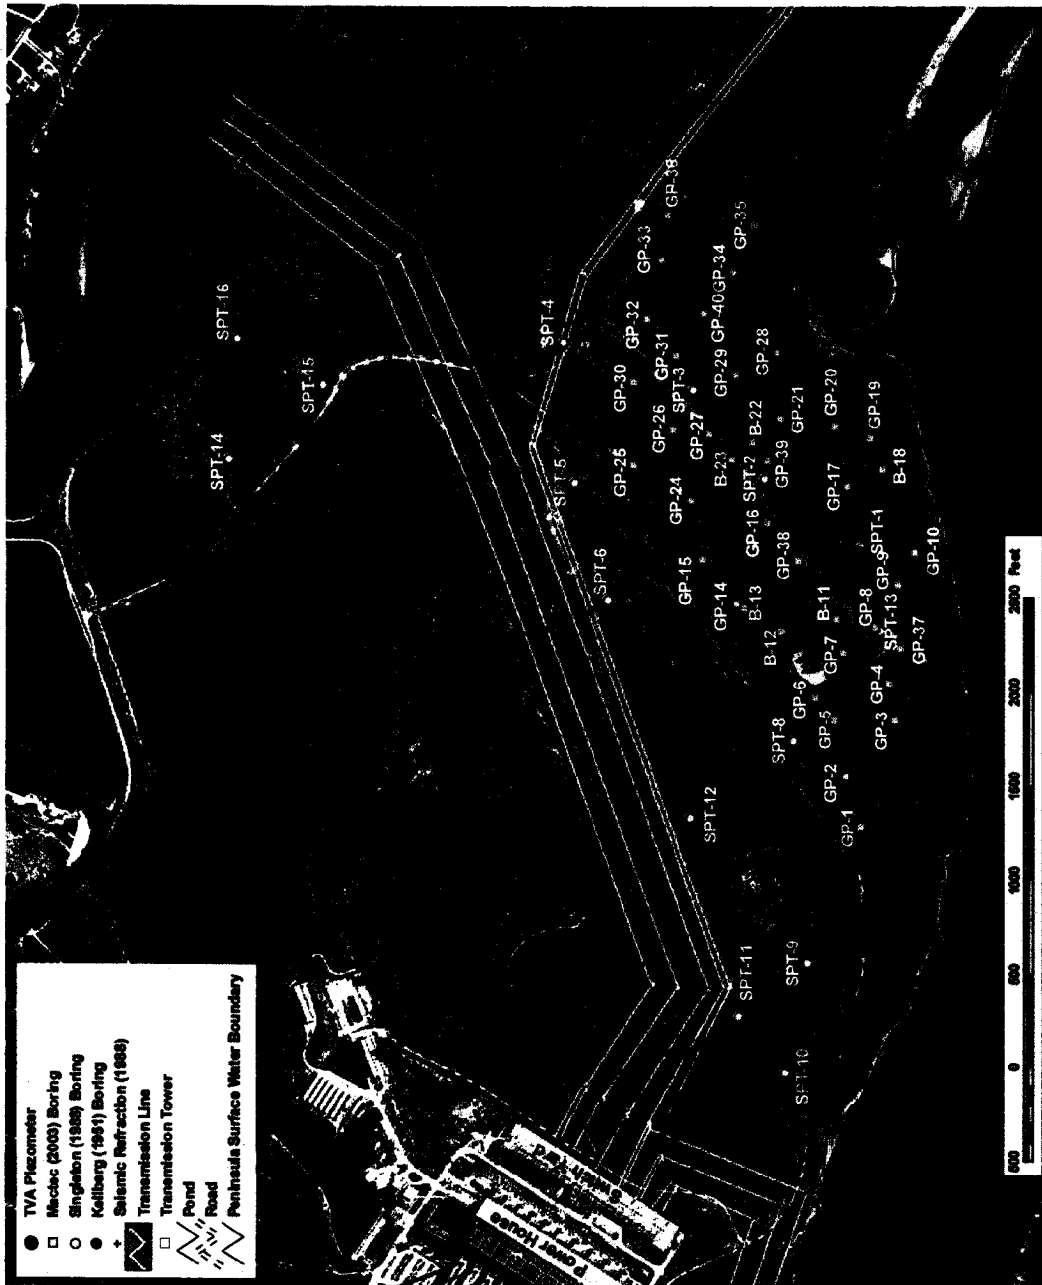 TVA Piezometer
Mactec (2003) Boring
Singleton (1988) Boring
Kellberg (1951) Boring
Seismic Refraction (1988)
Transmission Line
Transmission Tower
Pond
Road
Peninsula Surface Water Boundary
Power House
SPT-16
SPT-15
SPT-14
SPT-4
SPT-5
SPT-6
SPT-12
SPT-11
SPT-9
SPT-10
SPT-8
SPT-3
SPT-2
SPT-1
SPT-13
GP-33
GP-32
GP-31
GP-30
GP-26
GP-25
GP-24
GP-27
GP-35
GP-34
GP-40
GP-29
GP-28
B-22
B-23
GP-39
GP-21
GP-20
GP-19
GP-17
B-18
GP-16
GP-38
GP-15
GP-14
B-13
B-12
B-11
GP-10
GP-9
GP-8
GP-37
GP-7
GP-6
GP-5
GP-4
GP-3
GP-2
GP-1
500 0 500 1000 1500 2000 2500 Feet